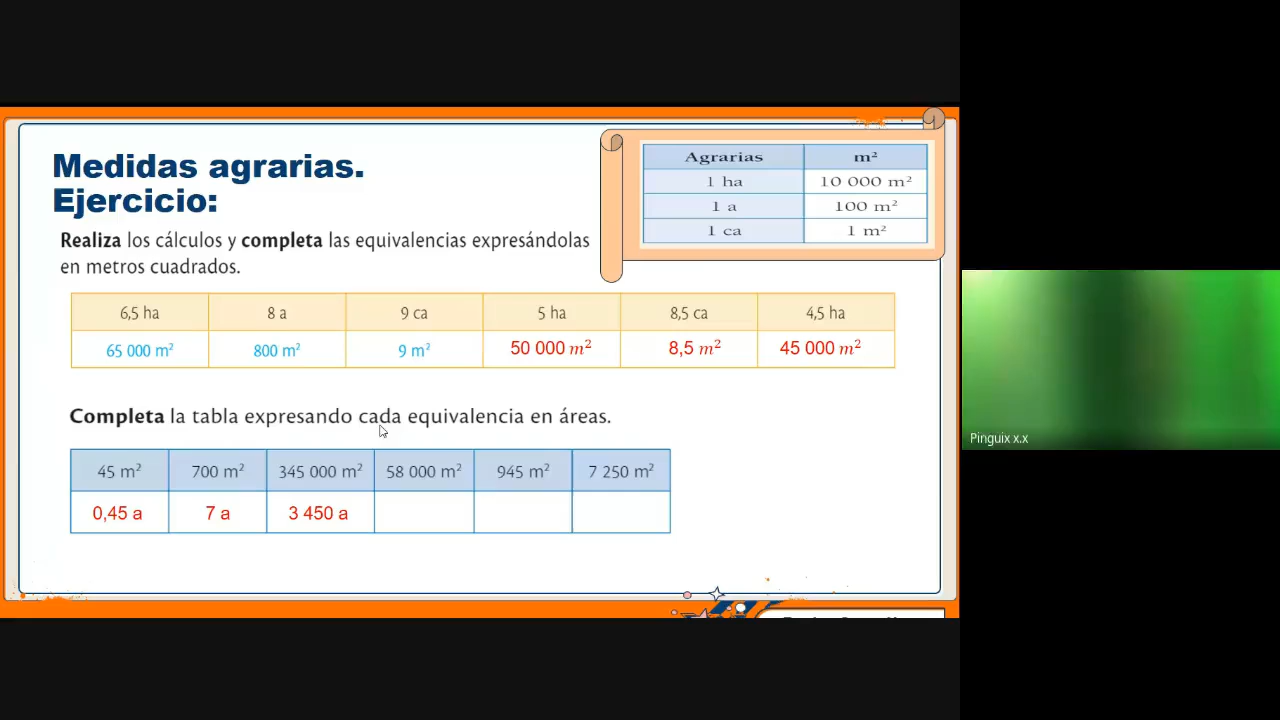 Medidas agrarias.
Ejercicio:
Agrarias m²
1 ha 10 000 m²
1 a 100 m²
1 ca 1 m²
Realiza los cálculos y completa las equivalencias expresándolas
en metros cuadrados.
6,5 ha 8 a 9 ca 5 ha 8,5 ca 4,5 ha
65 000 m² 800 m² 9 m² 50 000 m² 8,5 m² 45 000 m²
Completa la tabla expresando cada equivalencia en áreas.
45 m² 700 m² 345 000 m² 58 000 m² 945 m² 7 250 m²
0,45 a 7 a 3 450 a
Pinguix x.x